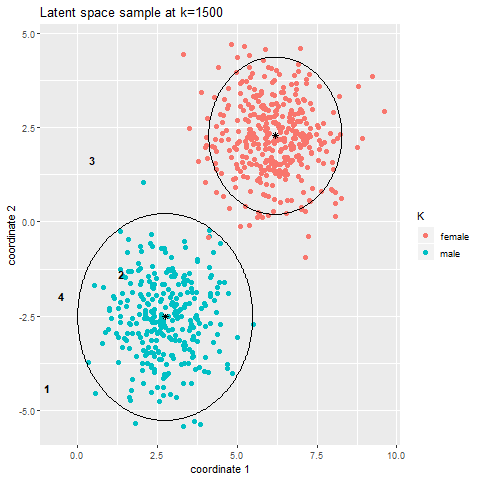 Latent space sample at k=1500
5.0
2.5
0.0
-2.5
-5.0
coordinate 2
3
2
4
1
0.0 2.5 5.0 7.5 10.0
coordinate 1
K
female
male